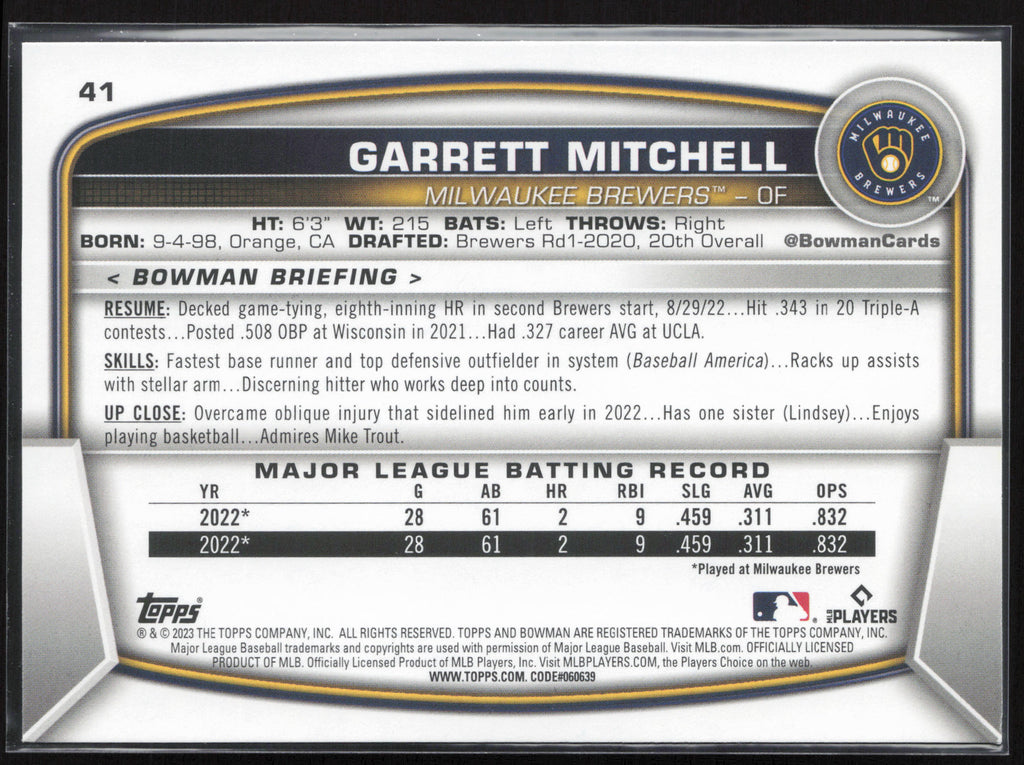 41
MILWAUKEE
BREWERS
™
GARRETT MITCHELL
MILWAUKEE BREWERS™ – OF
HT: 6'3" WT: 215 BATS: Left THROWS: Right
BORN: 9-4-98, Orange, CA DRAFTED: Brewers Rd1-2020, 20th Overall @BowmanCards
< BOWMAN BRIEFING >
RESUME: Decked game-tying, eighth-inning HR in second Brewers start, 8/29/22...Hit .343 in 20 Triple-A
contests...Posted .508 OBP at Wisconsin in 2021...Had .327 career AVG at UCLA.
SKILLS: Fastest base runner and top defensive outfielder in system (Baseball America)...Racks up assists
with stellar arm...Discerning hitter who works deep into counts.
UP CLOSE: Overcame oblique injury that sidelined him early in 2022...Has one sister (Lindsey)...Enjoys
playing basketball...Admires Mike Trout.
MAJOR LEAGUE BATTING RECORD
YR G AB HR RBI SLG AVG OPS
2022* 28 61 2 9 .459 .311 .832
2022* 28 61 2 9 .459 .311 .832
*Played at Milwaukee Brewers
TOPPS® ® MLB PLAYERS
® & © 2023 THE TOPPS COMPANY, INC. ALL RIGHTS RESERVED. TOPPS AND BOWMAN ARE REGISTERED TRADEMARKS OF THE TOPPS COMPANY, INC.
Major League Baseball trademarks and copyrights are used with permission of Major League Baseball. Visit MLB.com. OFFICIALLY LICENSED
PRODUCT OF MLB. Officially Licensed Product of MLB Players, Inc. Visit MLBPLAYERS.COM, the Players Choice on the web.
WWW.TOPPS.COM. CODE#060639